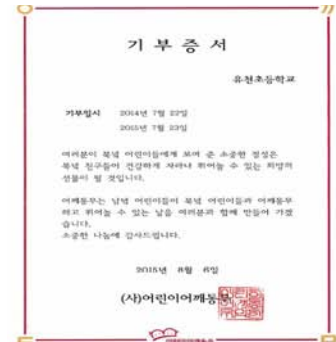 기부증서
유천초등학교
기부일시 2014년 7월 22일
2015년 7월 23일
여러분이 북녘 어린이들에게 보여 준 소중한 정성은
북녘 친구들이 건강하게 자라나 뛰어놀 수 있는 희망의
선물이 될 것입니다.
어깨동무는 남녘 어린이들이 북녘 어린이들과 어깨동무
하고 뛰어놀 수 있는 날을 여러분과 함께 만들어 가겠
습니다.
소중한 나눔에 감사드립니다.
2015년 8월 6일
(사)어린이어깨동무